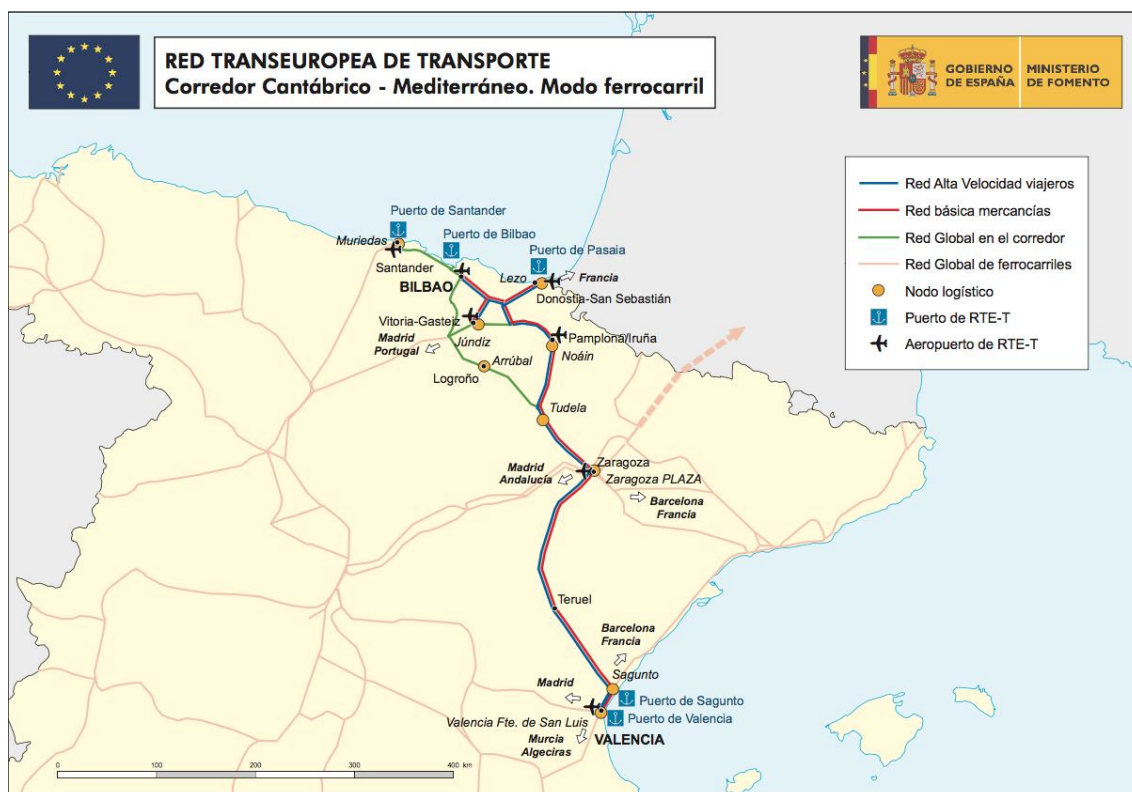 RED TRANSEUROPEA DE TRANSPORTE
Corredor Cantábrico - Mediterráneo. Modo ferrocarril
GOBIERNO
DE ESPAÑA
MINISTERIO
DE FOMENTO
Red Alta Velocidad viajeros
Red básica mercancías
Red Global en el corredor
Red Global de ferrocarriles
Nodo logístico
Puerto de RTE-T
Aeropuerto de RTE-T
Puerto de Santander
Muriedas
Puerto de Bilbao
Puerto de Pasaia
Santander
BILBAO
Lezo
Francia
Donostia-San Sebastián
Vitoria-Gasteiz
Júndiz
Pamplona/Iruña
Noáin
Madrid
Portugal
Arrúbal
Logroño
Tudela
Zaragoza
Madrid
Andalucía
Zaragoza PLAZA
Barcelona
Francia
Teruel
Barcelona
Francia
Sagunto
Madrid
Puerto de Sagunto
Valencia Fte. de San Luis
Puerto de Valencia
Murcia
Algeciras
VALENCIA
0 100 200 300 400 km